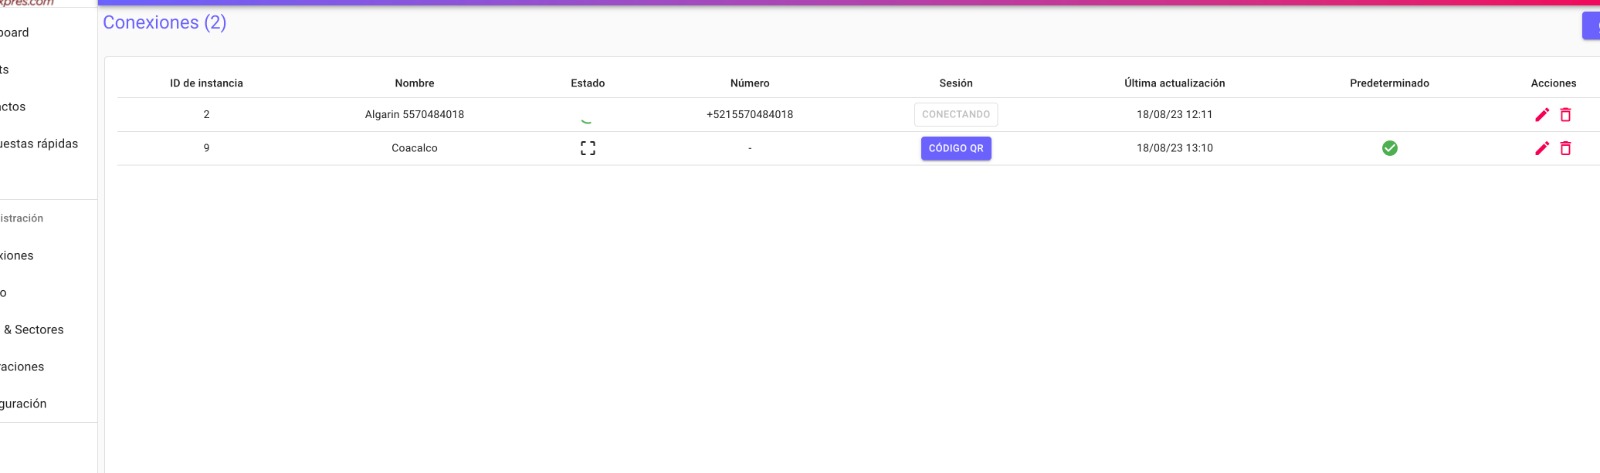 xpres.com
Conexiones (2)
board
ts
actos
uestas rápidas
istración
xiones
o
& Sectores
raciones
guración
ID de instancia Nombre Estado Número Sesión Última actualización Predeterminado Acciones
2 Algarin 5570484018 +5215570484018 CONECTANDO 18/08/23 12:11
9 Coacalco - CÓDIGO QR 18/08/23 13:10